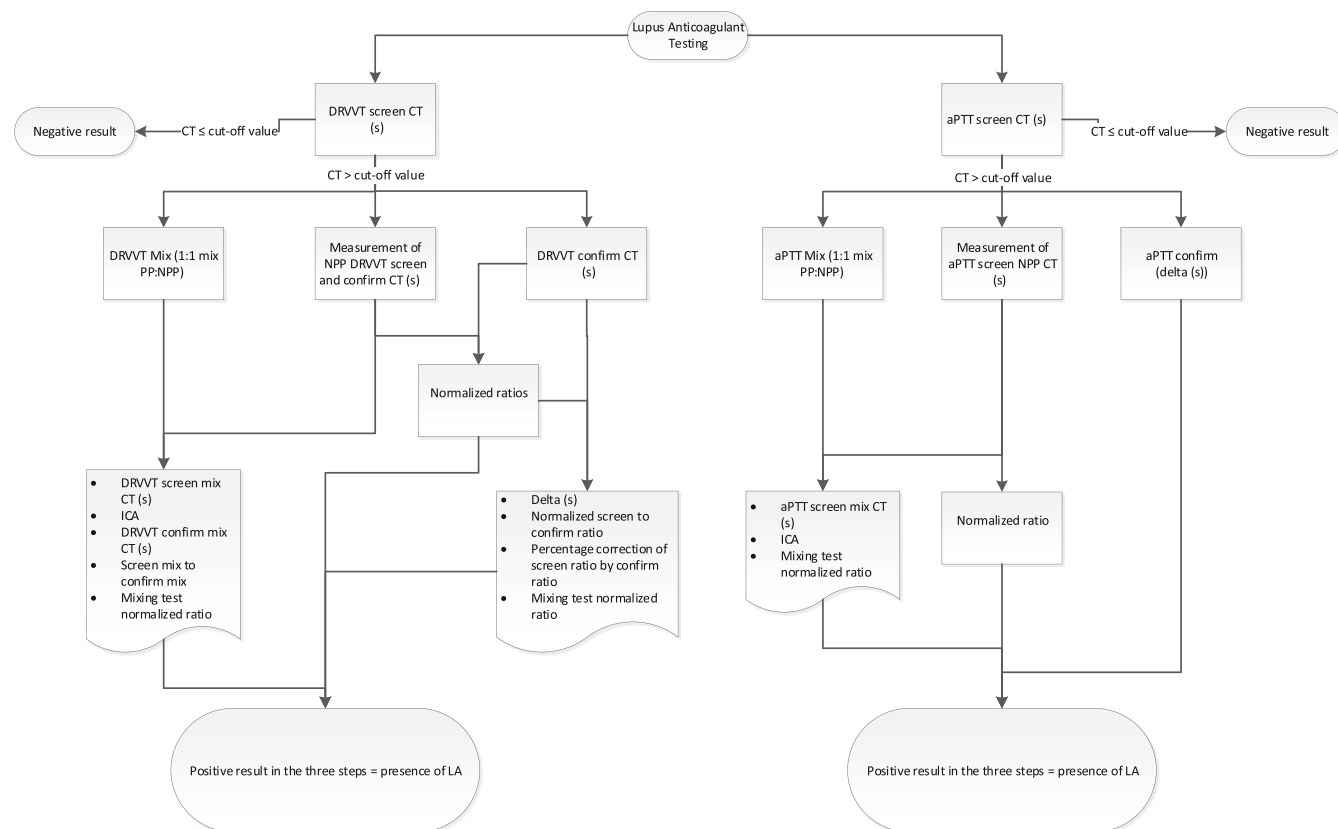 Lupus Anticoagulant
Testing
DRVVT screen CT
(s)
aPTT screen CT (s)
Negative result
CT ≤ cut-off value
CT ≤ cut-off value
Negative result
CT > cut-off value
CT > cut-off value
DRVVT Mix (1:1 mix
PP:NPP)
Measurement of
NPP DRVVT screen
and confirm CT (s)
DRVVT confirm CT
(s)
aPTT Mix (1:1 mix
PP:NPP)
Measurement of
aPTT screen NPP CT
(s)
aPTT confirm
(delta (s))
Normalized ratios
• DRVVT screen mix
CT (s)
• ICA
• DRVVT confirm mix
CT (s)
• Screen mix to
confirm mix
• Mixing test
normalized ratio
• Delta (s)
• Normalized screen to
confirm ratio
• Percentage correction of
screen ratio by confirm
ratio
• Mixing test normalized
ratio
• aPTT screen mix CT
(s)
• ICA
• Mixing test
normalized ratio
Normalized ratio
Positive result in the three steps = presence of LA
Positive result in the three steps = presence of LA